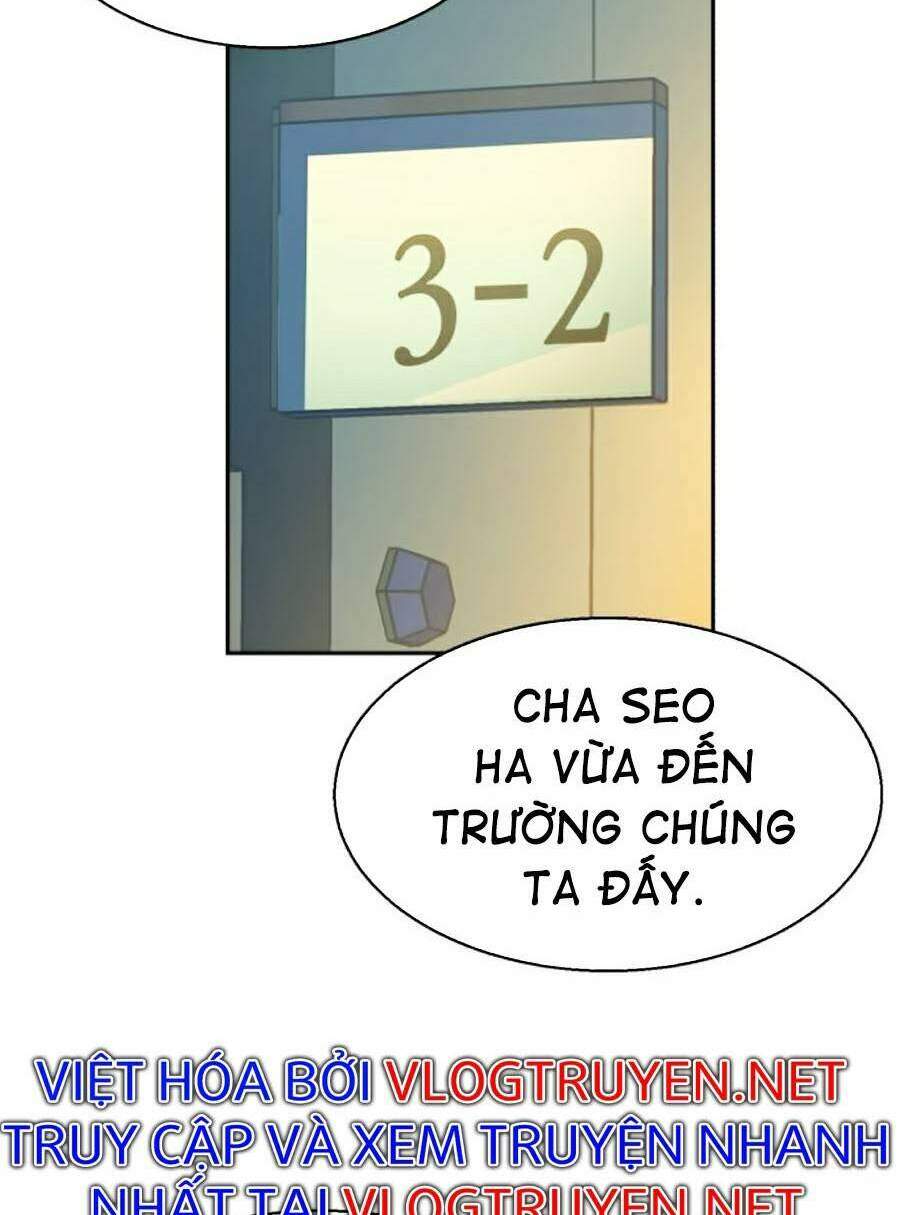 3-2
CHA SEO
HA VỪA ĐẾN
TRƯỜNG CHÚNG
TA ĐẤY.
VIỆT HÓA BỞI VLOGTRUYEN.NET
TRUY CẬP VÀ XEM TRUYỆN NHANH
NHẤT TẠI VLOGTRUYEN.NET